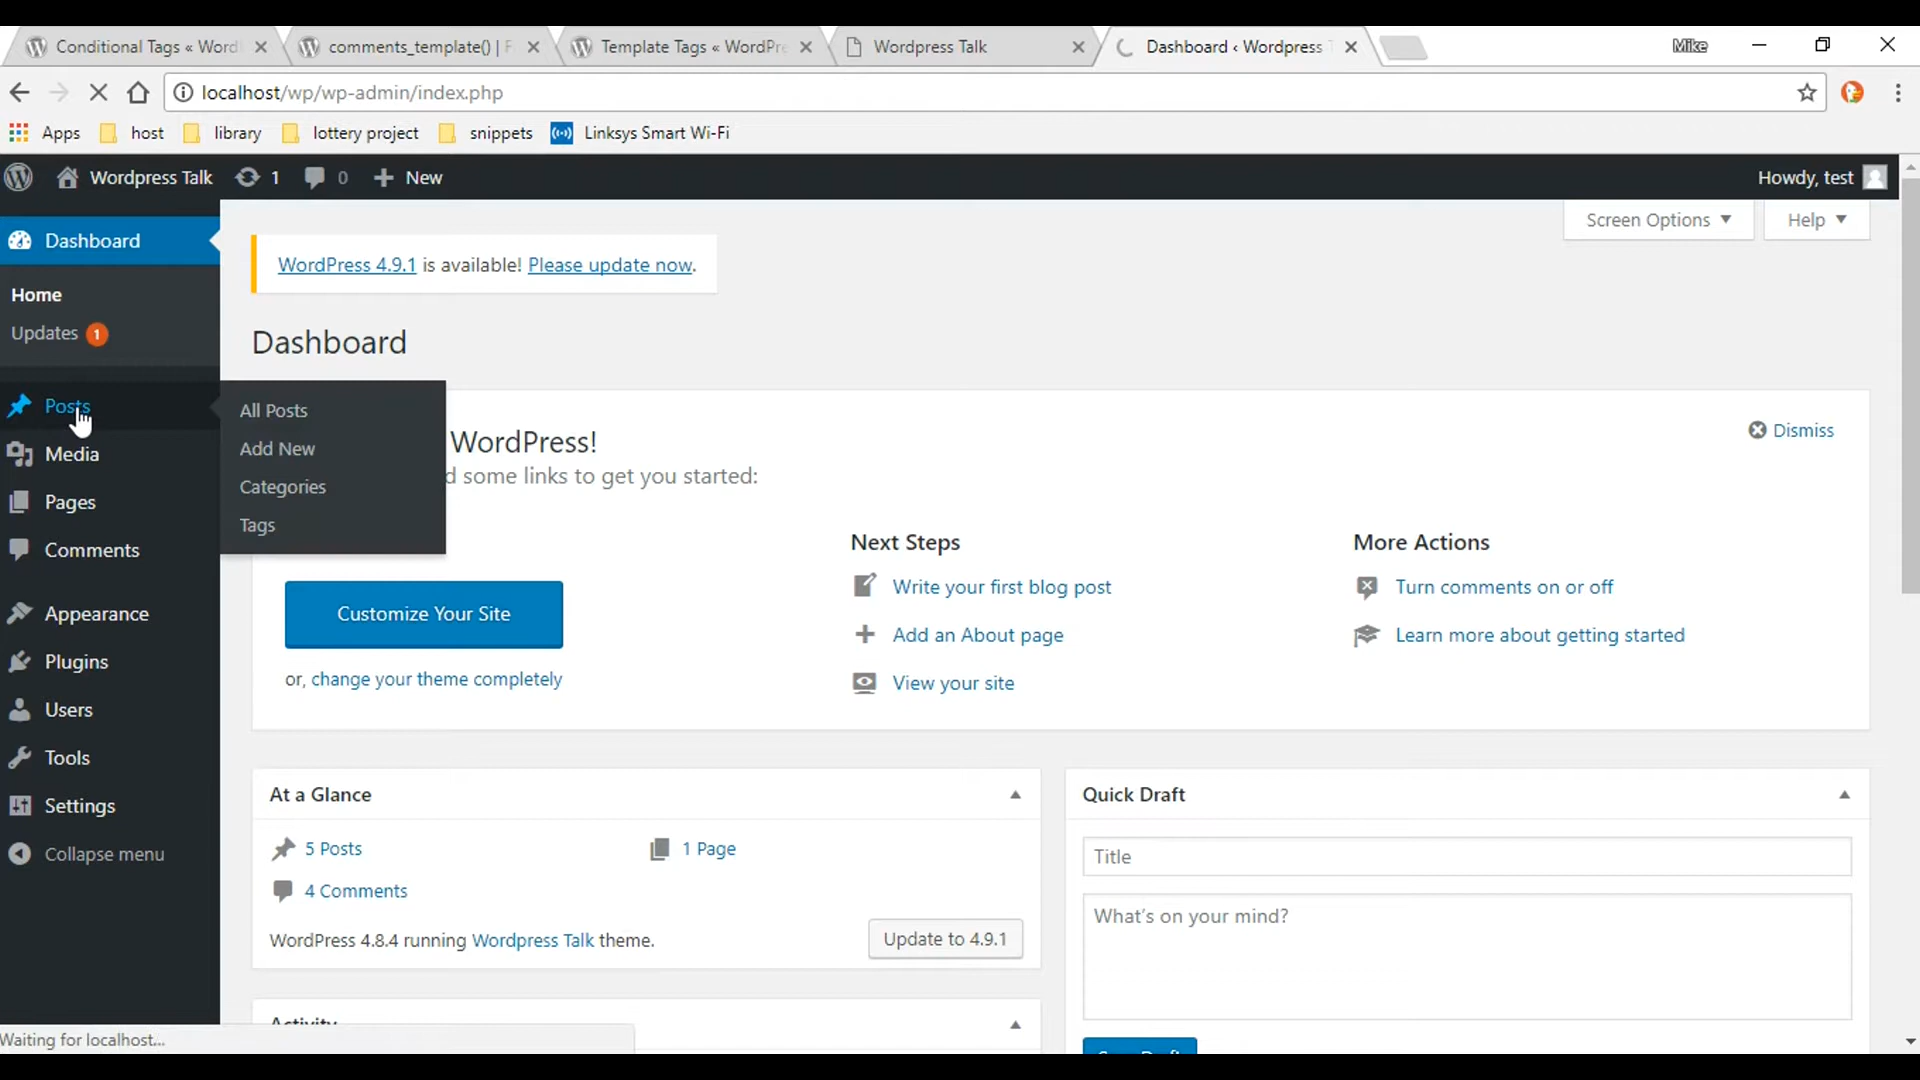 Conditional Tags « Word
comments_template() | F
Template Tags « WordPre
Wordpress Talk
Dashboard ‹ Wordpress T
Mike
localhost/wp/wp-admin/index.php
Apps
host
library
lottery project
snippets
Linksys Smart Wi-Fi
Wordpress Talk
1
0
New
Howdy, test
Screen Options
Help
Dashboard
WordPress 4.9.1 is available! Please update now.
Home
Updates 1
Dashboard
Posts
All Posts
Add New
Categories
Tags
WordPress!
d some links to get you started:
Dismiss
Media
Pages
Comments
Appearance
Plugins
Users
Tools
Settings
Collapse menu
Customize Your Site
or, change your theme completely
Next Steps
Write your first blog post
Add an About page
View your site
More Actions
Turn comments on or off
Learn more about getting started
At a Glance
5 Posts
1 Page
4 Comments
WordPress 4.8.4 running Wordpress Talk theme.
Update to 4.9.1
Quick Draft
Title
What's on your mind?
Activity
Waiting for localhost...